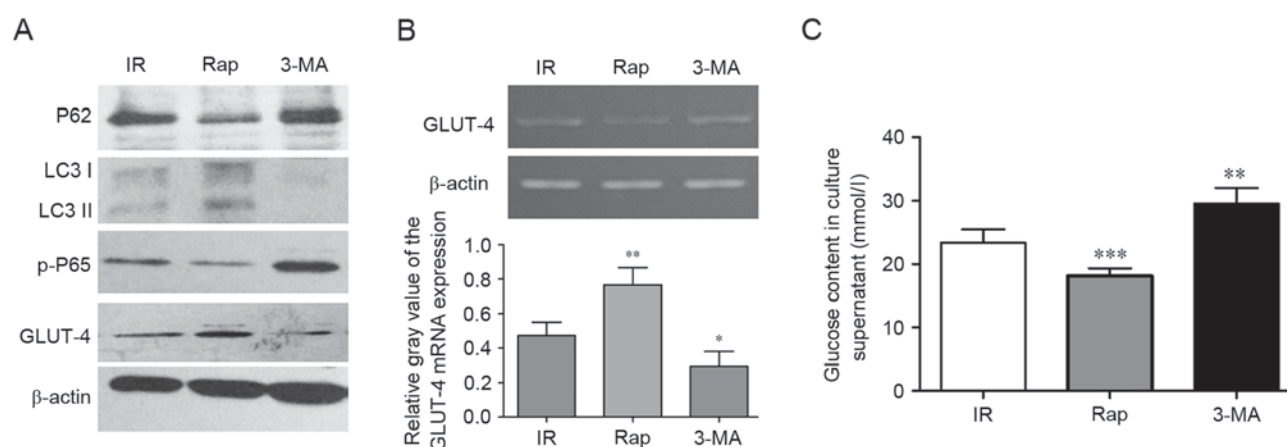 A
IR Rap 3-MA
P62
LC3 I
LC3 II
p-P65
GLUT-4
β-actin
B
IR Rap 3-MA
GLUT-4
β-actin
Relative gray value of the
GLUT-4 mRNA expression
1.0
0.8
0.6
0.4
0.2
0
**
*
IR Rap 3-MA
C
Glucose content in culture
supernatant (mmol/l)
40
30
20
10
0
***
**
IR Rap 3-MA